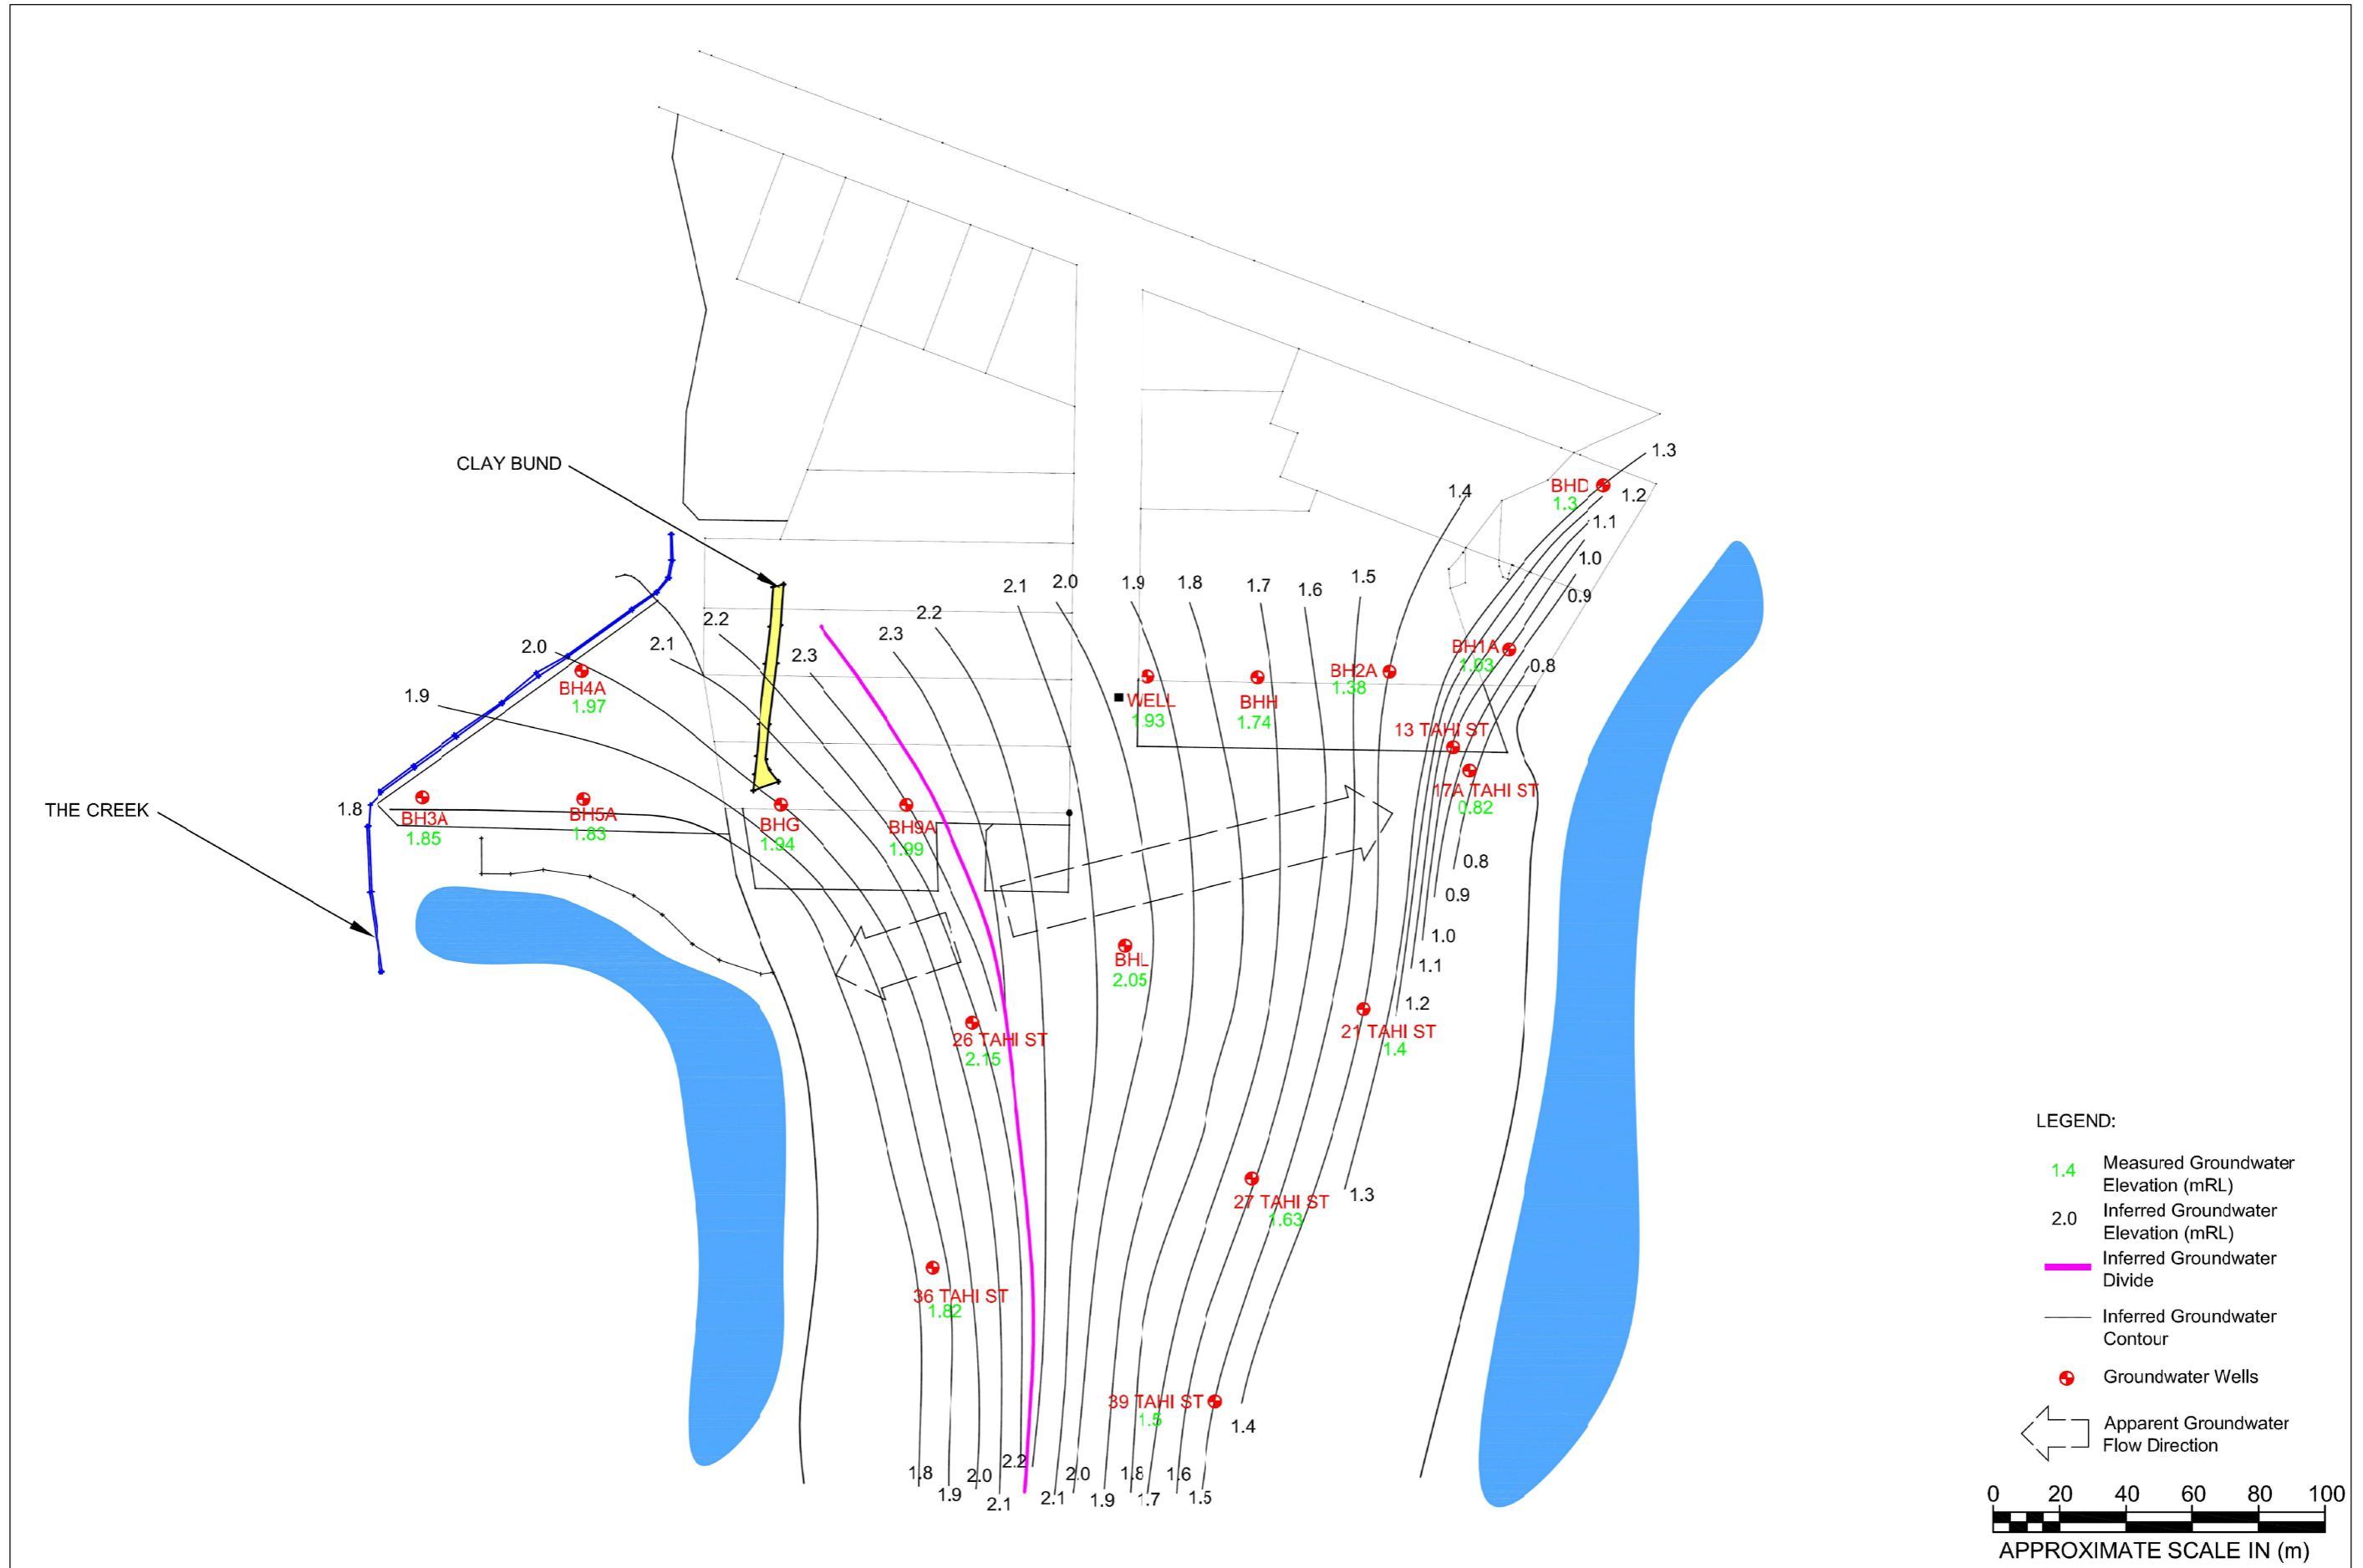 1.3
CLAY BUND
1.4
BHD
1.3
1.2
1.1
1.0
0.9
2.1
2.0
1.9
1.8
1.7
1.6
1.5
2.2
2.2
2.3
2.0
2.1
2.3
BH1A
1.03
0.8
BH4A
1.97
BH2A
1.38
1.9
WELL
1.93
BHH
1.74
13 TAHI ST
17A TAHI ST
0.82
THE CREEK
1.8
BH3A
1.85
BH5A
1.83
BHG
1.94
BH9A
1.99
0.8
0.9
1.0
1.1
1.2
BHL
2.05
26 TAHI ST
2.15
21 TAHI ST
1.4
27 TAHI ST
1.63
1.3
36 TAHI ST
1.82
39 TAHI ST
1.5
1.4
1.8
1.9
2.0
2.1
2.2
2.1
2.0
1.9
1.8
1.7
1.6
1.5
LEGEND:
1.4
Measured Groundwater
Elevation (mRL)
2.0
Inferred Groundwater
Elevation (mRL)
Inferred Groundwater
Divide
Inferred Groundwater
Contour
Groundwater Wells
Apparent Groundwater
Flow Direction
0 20 40 60 80 100
APPROXIMATE SCALE IN (m)